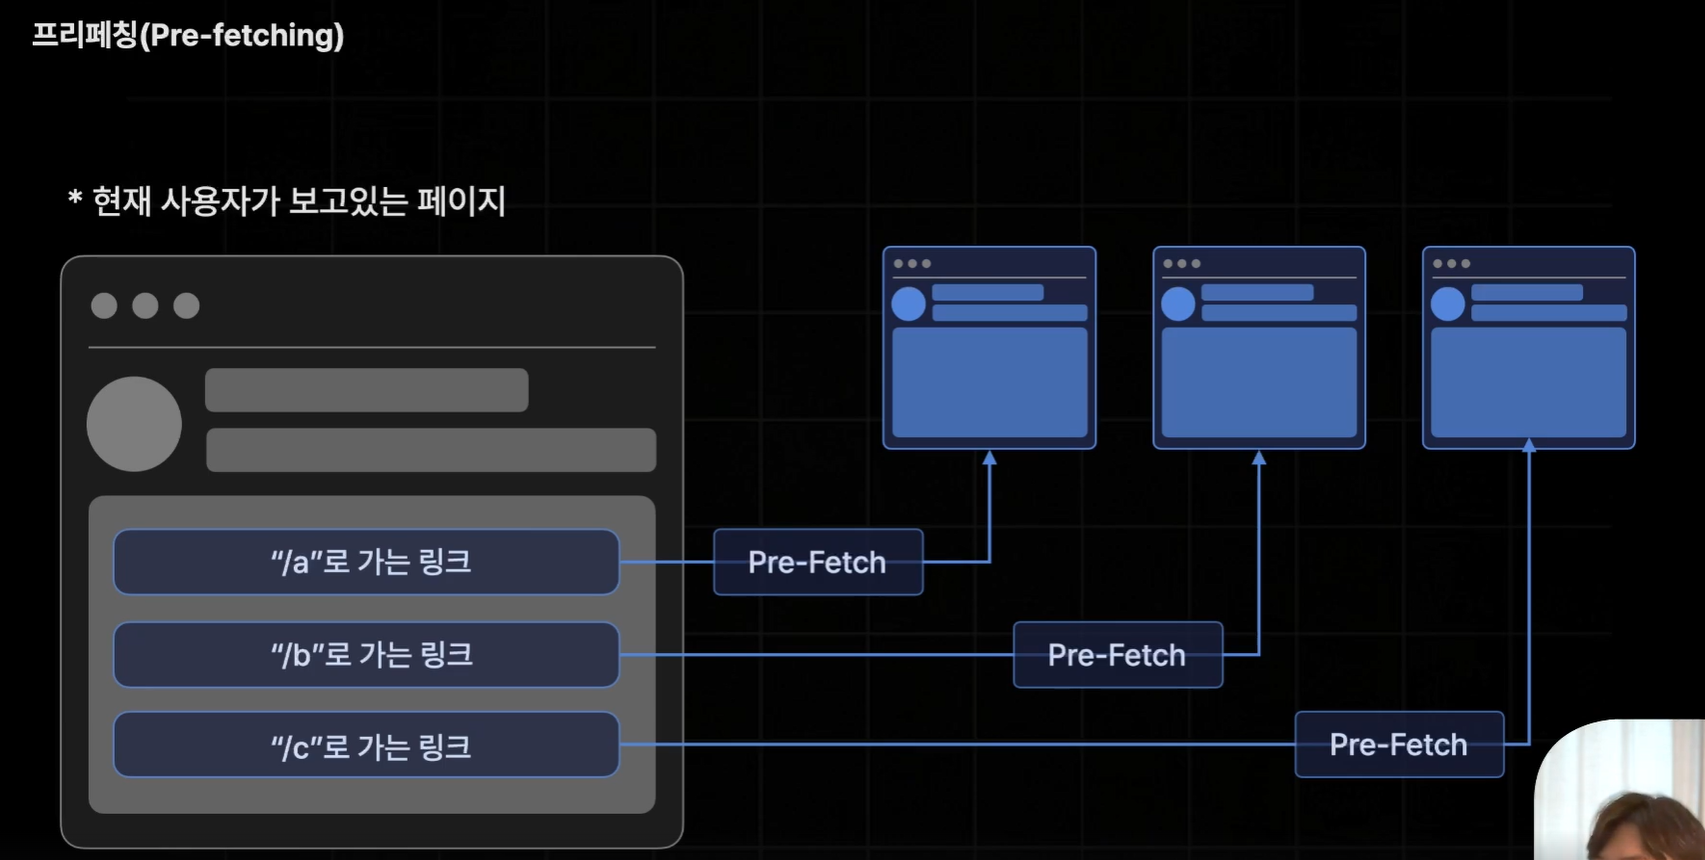 프리페칭(Pre-fetching)
* 현재 사용자가 보고있는 페이지
“/a”로 가는 링크
Pre-Fetch
“/b”로 가는 링크
Pre-Fetch
“/c”로 가는 링크
Pre-Fetch